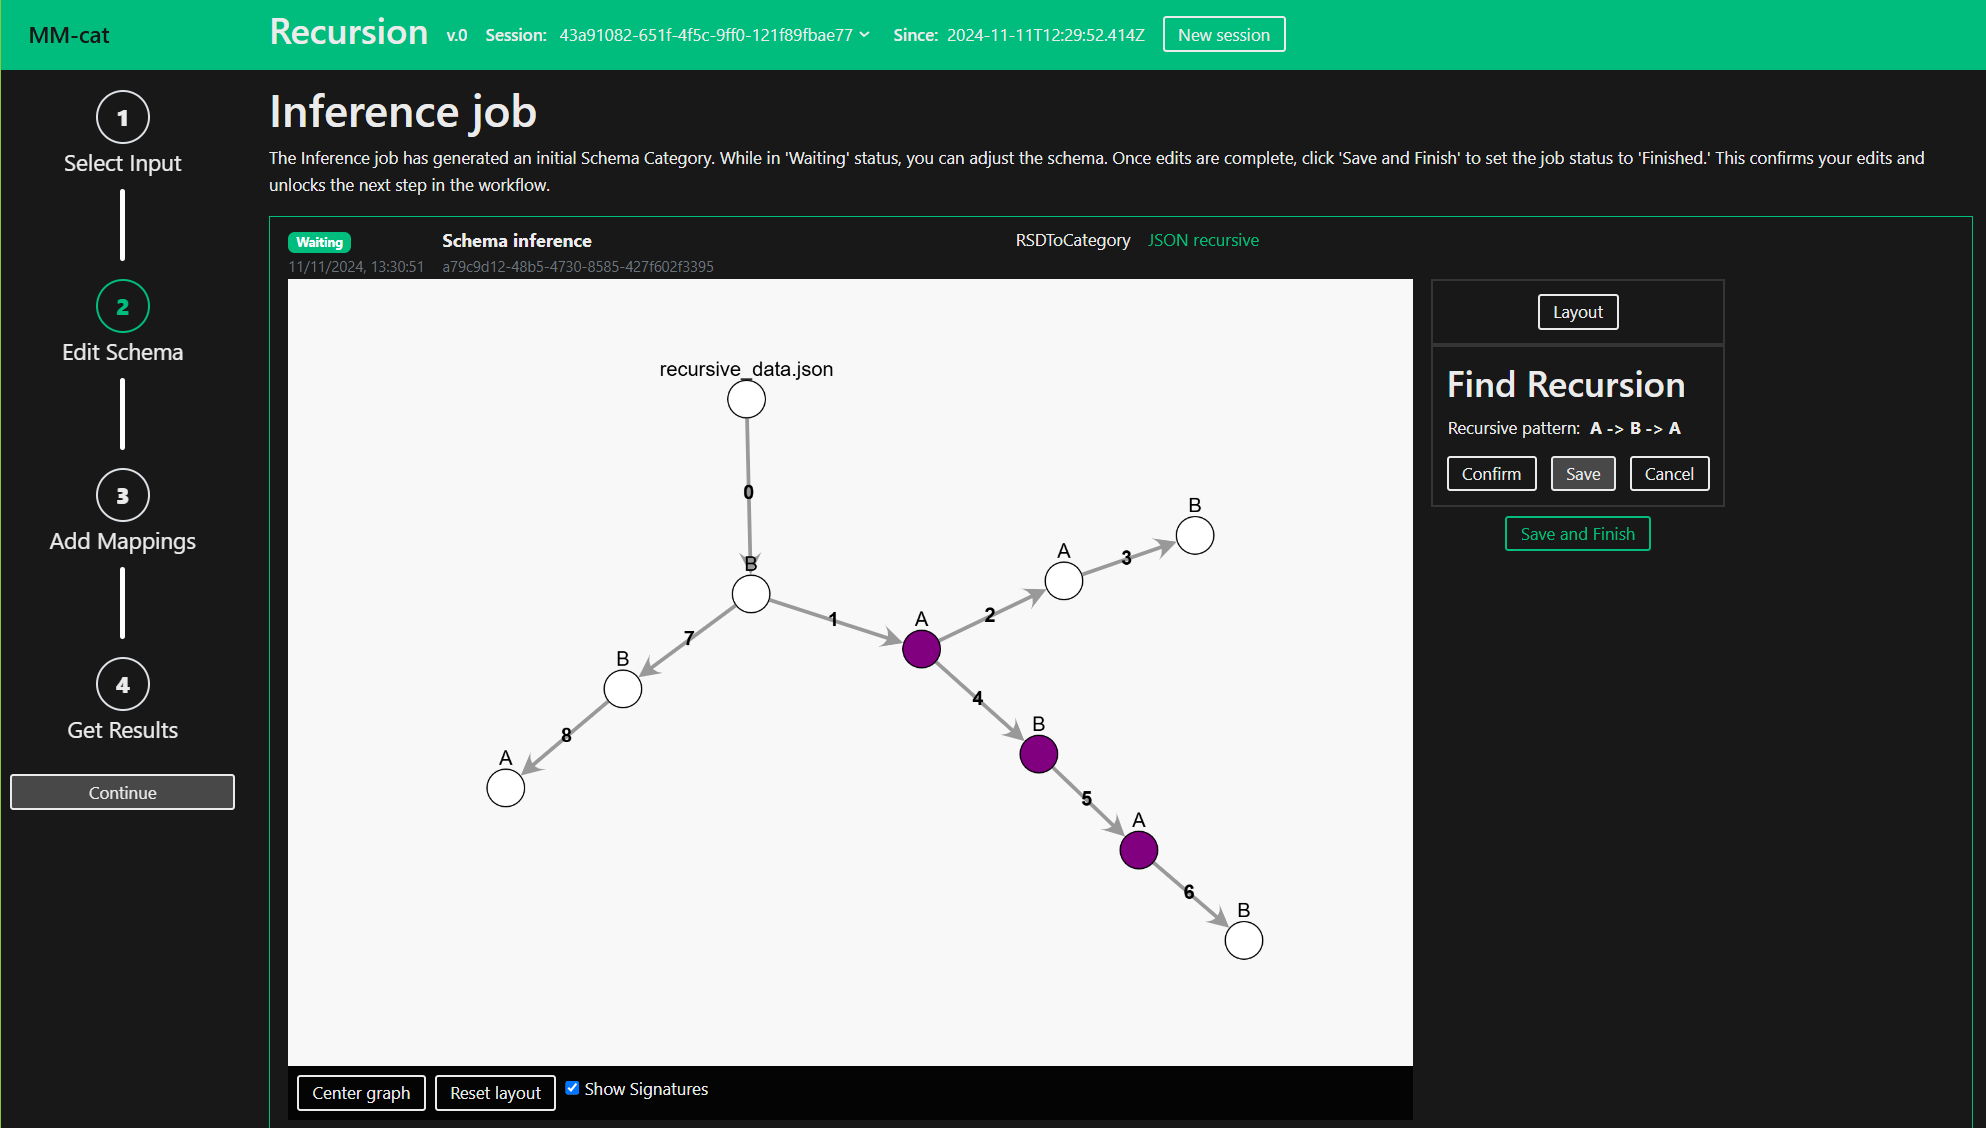 MM-cat
Recursion v.0 Session: 43a91082-651f-4f5c-9ff0-121f89fbae77 Since: 2024-11-11T12:29:52.414Z New session
1
Select Input
2
Edit Schema
3
Add Mappings
4
Get Results
Continue
Inference job
The Inference job has generated an initial Schema Category. While in 'Waiting' status, you can adjust the schema. Once edits are complete, click 'Save and Finish' to set the job status to 'Finished.' This confirms your edits and
unlocks the next step in the workflow.
Waiting Schema inference RSDToCategory JSON recursive
11/11/2024, 13:30:51 a79c9d12-48b5-4730-8585-427f602f3395
recursive_data.json
0
B
7
1
B
8
A
A
2
A
3
B
4
B
5
A
6
B
Layout
Find Recursion
Recursive pattern: A -> B -> A
Confirm Save Cancel
Save and Finish
Center graph Reset layout Show Signatures